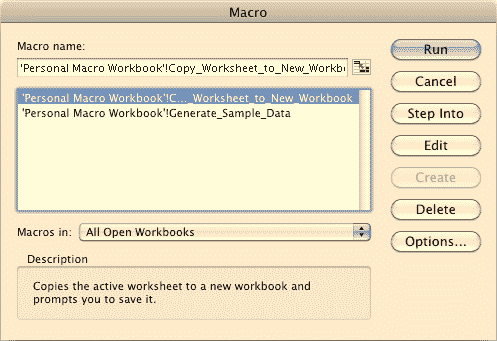 Macro
Macro name:
'Personal Macro Workbook'!Copy_Worksheet_to_New_Workb
'Personal Macro Workbook'!C..._Worksheet_to_New_Workbook
'Personal Macro Workbook'!Generate_Sample_Data
Macros in: All Open Workbooks
Description
Copies the active worksheet to a new workbook and
prompts you to save it.
Run
Cancel
Step Into
Edit
Create
Delete
Options...